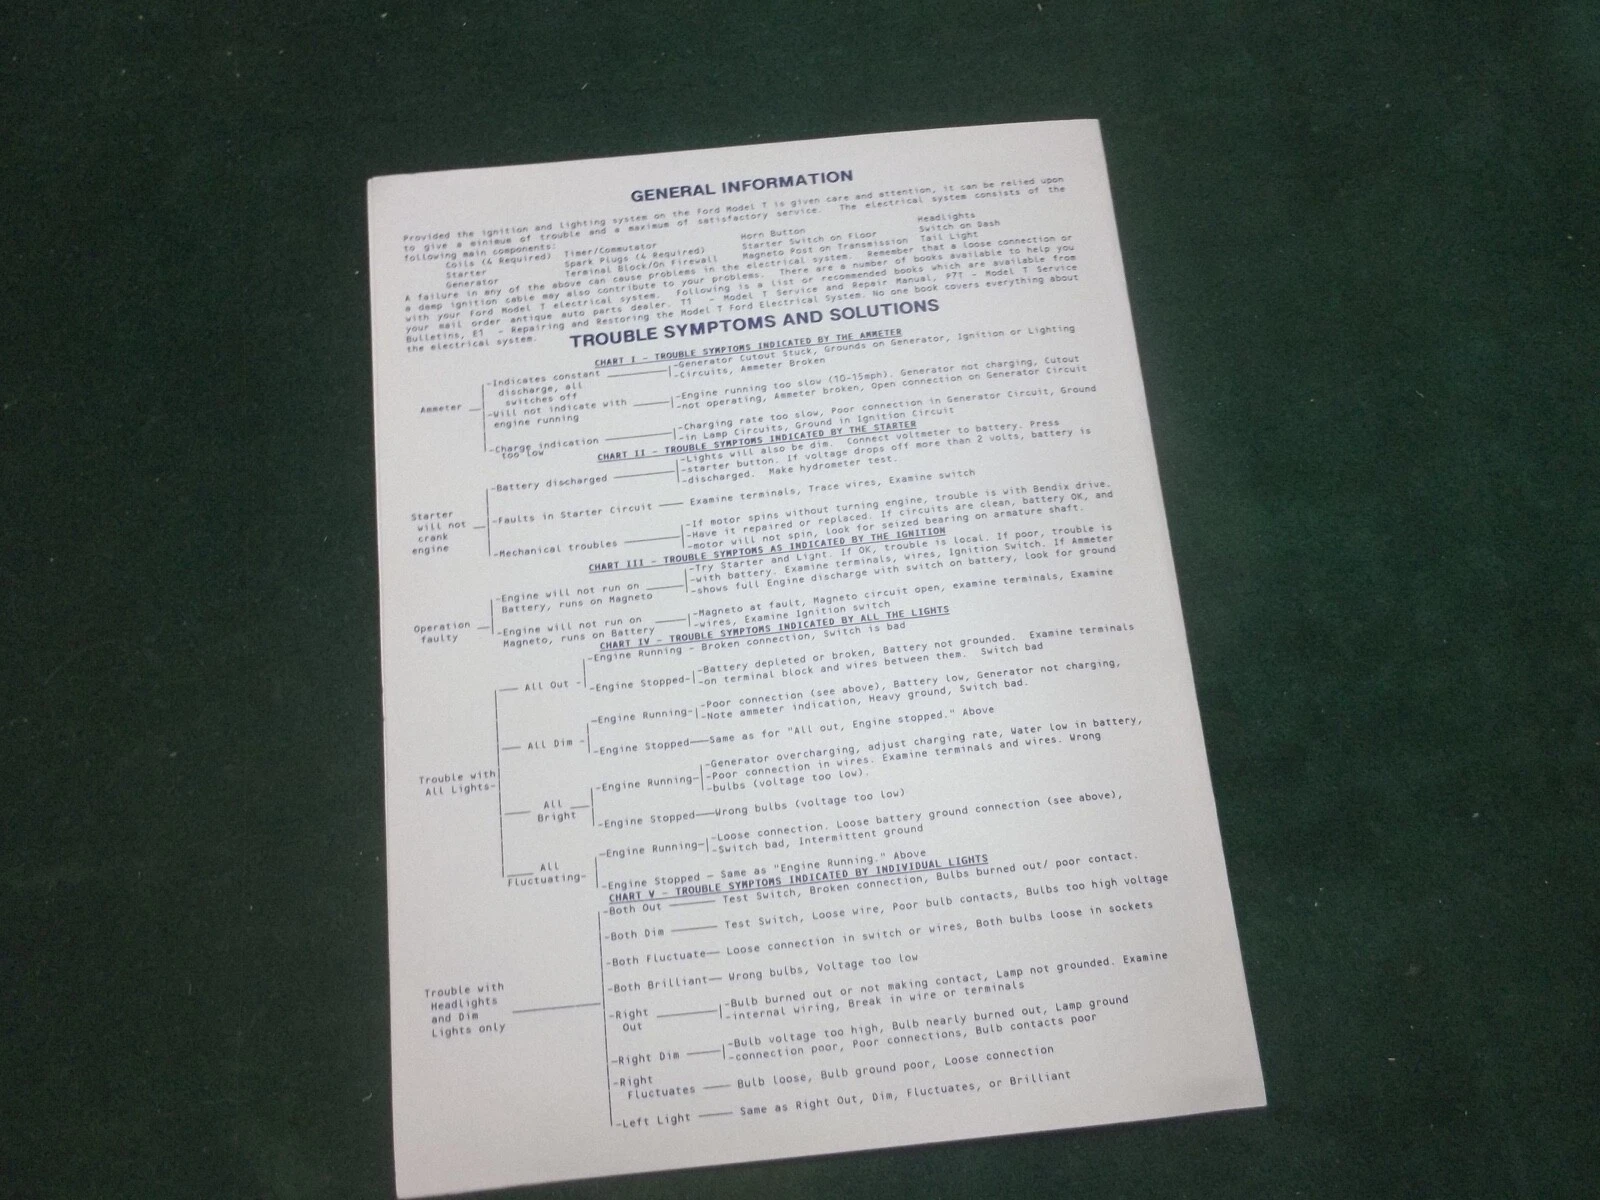 GENERAL INFORMATION
Provided the ignition and lighting system on the Ford Model T is given care and attention, it can be relied upon
to give a minimum of trouble and a maximum of satisfactory service. The electrical system consists of the
following main components:
Coils (4 Required) Timer/Commutator Horn Button Headlights
Starter Spark Plugs (4 Required) Starter Switch on Floor Switch on Dash
Generator Terminal Block/On Firewall Magneto Post on Transmission Tail Light
A failure in any of the above can cause problems in the electrical system. Remember that a loose connection or
a damp ignition cable may also contribute to your problems. There are a number of books available to help you
with your Ford Model T electrical system. Following is a list or recommended books which are available from
your mail order antique auto parts dealer. T1 - Model T Service and Repair Manual, P7T - Model T Service
Bulletins, E1 - Repairing and Restoring the Model T Ford Electrical System. No one book covers everything about
the electrical system.
TROUBLE SYMPTOMS AND SOLUTIONS
CHART I - TROUBLE SYMPTOMS INDICATED BY THE AMMETER
Ammeter
-Indicates constant
discharge, all
switches off
-Generator Cutout Stuck, Grounds on Generator, Ignition or Lighting
-Circuits, Ammeter Broken
-Will not indicate with
engine running
-Engine running too slow (10-15mph). Generator not charging, Cutout
-not operating, Ammeter broken, Open connection on Generator Circuit
-Charge indication
too low
-Charging rate too slow, Poor connection in Generator Circuit, Ground
-in Lamp Circuits, Ground in Ignition Circuit
CHART II - TROUBLE SYMPTOMS INDICATED BY THE STARTER
Starter
will not
crank
engine
-Battery discharged
-Lights will also be dim. Connect voltmeter to battery. Press
-starter button. If voltage drops off more than 2 volts, battery is
-discharged. Make hydrometer test.
-Faults in Starter Circuit — Examine terminals, Trace wires, Examine switch
-Mechanical troubles
-If motor spins without turning engine, trouble is with Bendix drive.
-Have it repaired or replaced. If circuits are clean, battery OK, and
-motor will not spin, look for seized bearing on armature shaft.
CHART III - TROUBLE SYMPTOMS AS INDICATED BY THE IGNITION
Operation
faulty
-Engine will not run on
Battery, runs on Magneto
-Try Starter and Light. If OK, trouble is local. If poor, trouble is
-with battery. Examine terminals, wires, Ignition Switch. If Ammeter
-shows full Engine discharge with switch on battery, look for ground
-Engine will not run on
Magneto, runs on Battery
-Magneto at fault, Magneto circuit open, examine terminals, Examine
-wires, Examine Ignition switch
CHART IV - TROUBLE SYMPTOMS INDICATED BY ALL THE LIGHTS
Trouble with
All Lights-
All Out -
-Engine Running - Broken connection, Switch is bad
-Engine Stopped-
-Battery depleted or broken, Battery not grounded. Examine terminals
-on terminal block and wires between them. Switch bad
All Dim -
-Engine Running-
-Poor connection (see above), Battery low, Generator not charging,
-Note ammeter indication, Heavy ground, Switch bad.
-Engine Stopped—Same as for "All out, Engine stopped." Above
All
Bright
-Engine Running-
-Generator overcharging, adjust charging rate, Water low in battery,
-Poor connection in wires. Examine terminals and wires. Wrong
-bulbs (voltage too low).
-Engine Stopped—Wrong bulbs (voltage too low)
All
Fluctuating-
-Engine Running-
-Loose connection. Loose battery ground connection (see above),
-Switch bad, Intermittent ground
-Engine Stopped - Same as "Engine Running." Above
CHART V - TROUBLE SYMPTOMS INDICATED BY INDIVIDUAL LIGHTS
Trouble with
Headlights
and Dim
Lights only
-Both Out — Test Switch, Broken connection, Bulbs burned out/ poor contact.
-Both Dim — Test Switch, Loose wire, Poor bulb contacts, Bulbs too high voltage
-Both Fluctuate— Loose connection in switch or wires, Both bulbs loose in sockets
-Both Brilliant— Wrong bulbs, Voltage too low
-Right
Out
-Bulb burned out or not making contact, Lamp not grounded. Examine
-internal wiring, Break in wire or terminals
-Right Dim
-Bulb voltage too high, Bulb nearly burned out, Lamp ground
-connection poor, Poor connections, Bulb contacts poor
-Right
Fluctuates — Bulb loose, Bulb ground poor, Loose connection
-Left Light — Same as Right Out, Dim, Fluctuates, or Brilliant